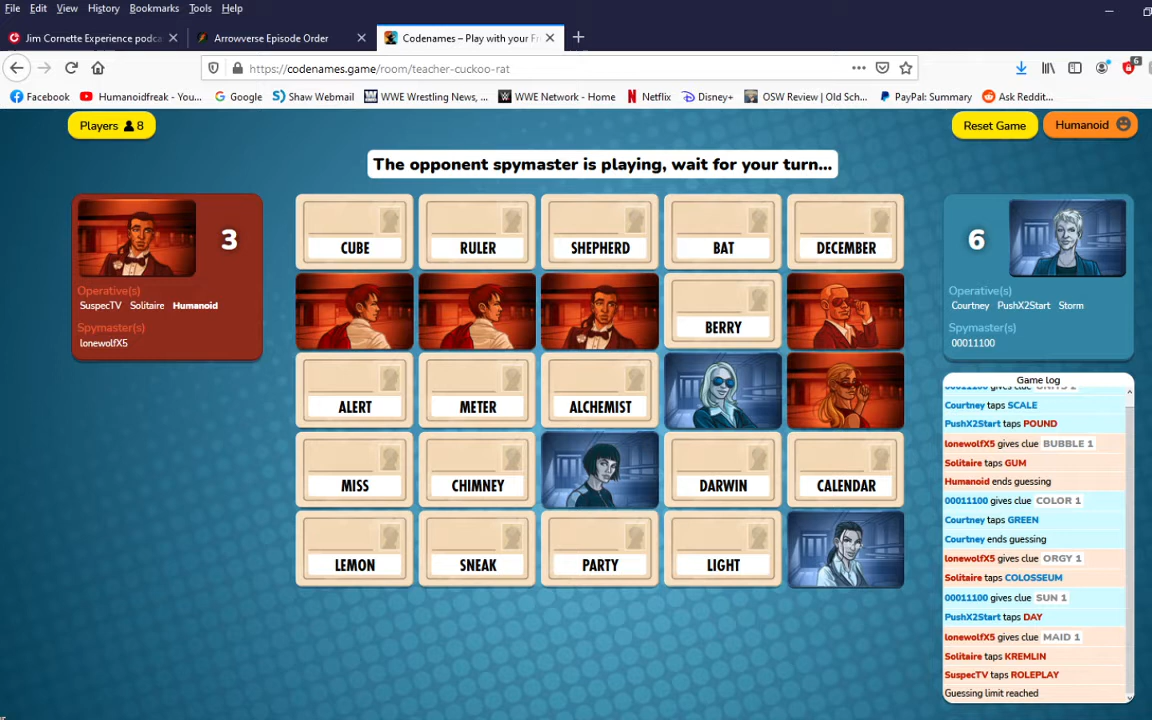 File Edit View History Bookmarks Tools Help
Jim Cornette Experience podca
Arrowverse Episode Order
Codenames – Play with your Fr
https://codenames.game/room/teacher-cuckoo-rat
6
Facebook Humanoidfreak - You... Google Shaw Webmail WWE Wrestling News, ... WWE Network - Home Netflix Disney+ OSW Review | Old Sch... PayPal: Summary Ask Reddit...
Players 8
Reset Game
Humanoid
The opponent spymaster is playing, wait for your turn...
3
Operative(s)
SuspecTV Solitaire Humanoid
Spymaster(s)
lonewolfX5
CUBE RULER SHEPHERD BAT DECEMBER
BERRY
ALERT METER ALCHEMIST
MISS CHIMNEY DARWIN CALENDAR
LEMON SNEAK PARTY LIGHT
6
Operative(s)
Courtney PushX2Start Storm
Spymaster(s)
00011100
Game log
Courtney taps SCALE
PushX2Start taps POUND
lonewolfX5 gives clue BUBBLE 1
Solitaire taps GUM
Humanoid ends guessing
00011100 gives clue COLOR 1
Courtney taps GREEN
Courtney ends guessing
lonewolfX5 gives clue ORGY 1
Solitaire taps COLOSSEUM
00011100 gives clue SUN 1
PushX2Start taps DAY
lonewolfX5 gives clue MAID 1
Solitaire taps KREMLIN
SuspecTV taps ROLEPLAY
Guessing limit reached